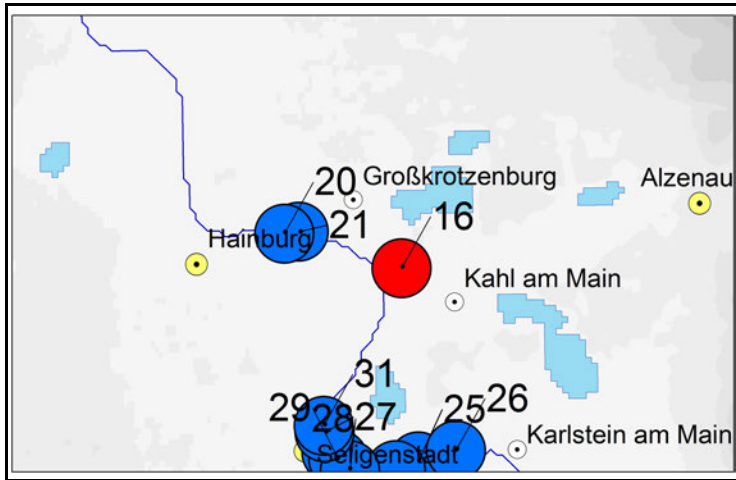 20
Großkrotzenburg
Alzenau
21
16
Hainburg
Kahl am Main
31
29
28
27
25
26
Seligenstadt
Karlstein am Main